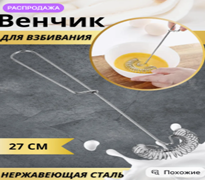 РАСПРОДАЖА
Венчик
ДЛЯ ВЗБИВАНИЯ
27 СМ
Похожие
НЕРЖАВЕЮЩАЯ СТАЛЬ